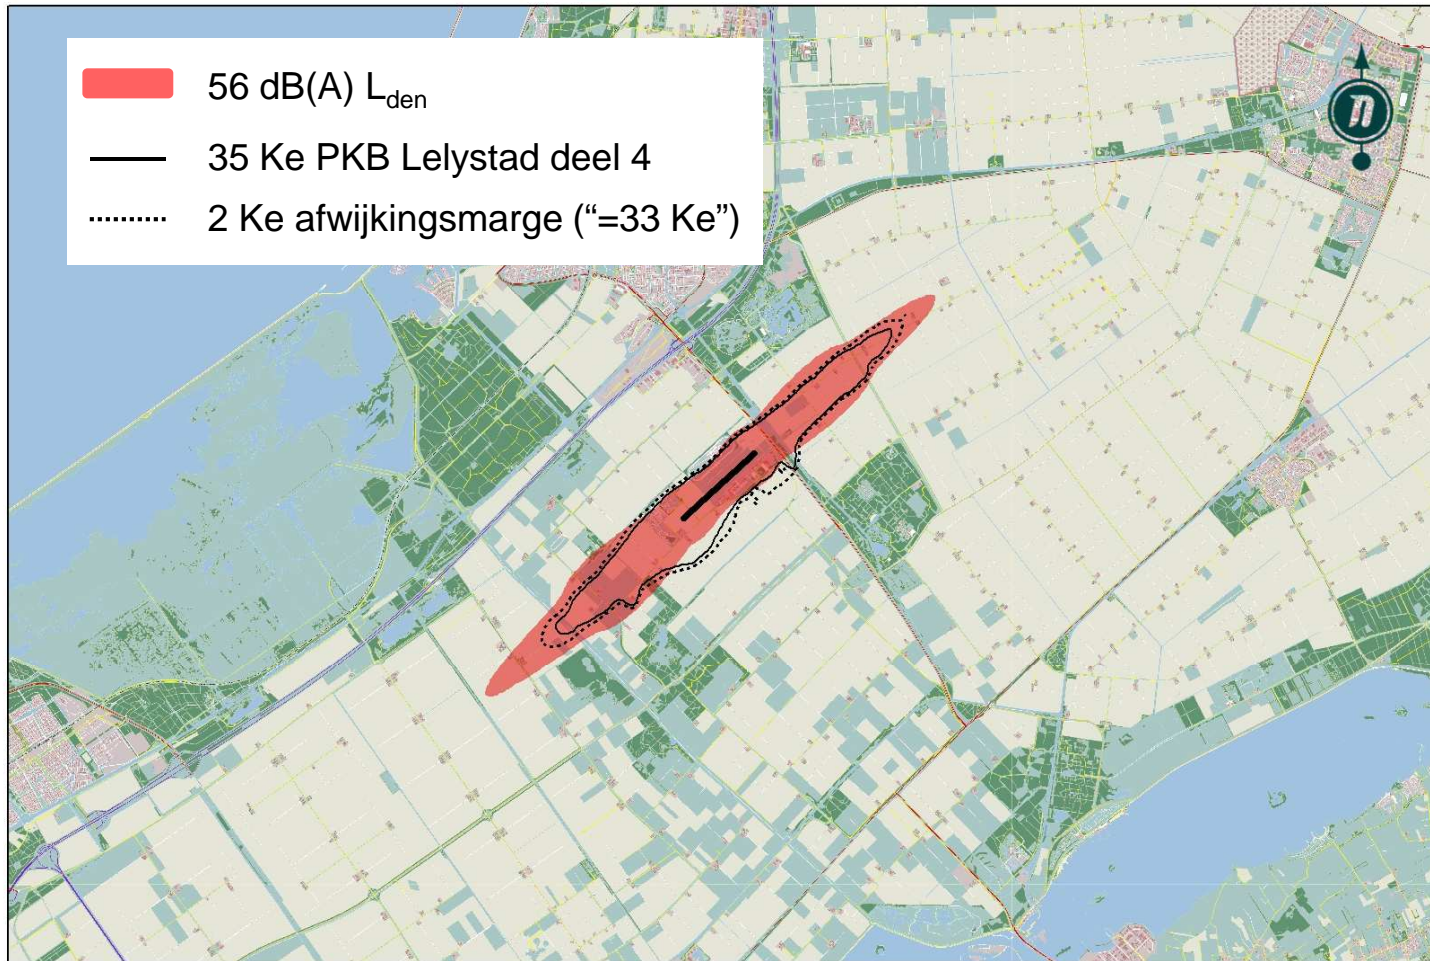 56 dB(A) Lden
35 Ke PKB Lelystad deel 4
2 Ke afwijkingsmarge (“=33 Ke”)
n